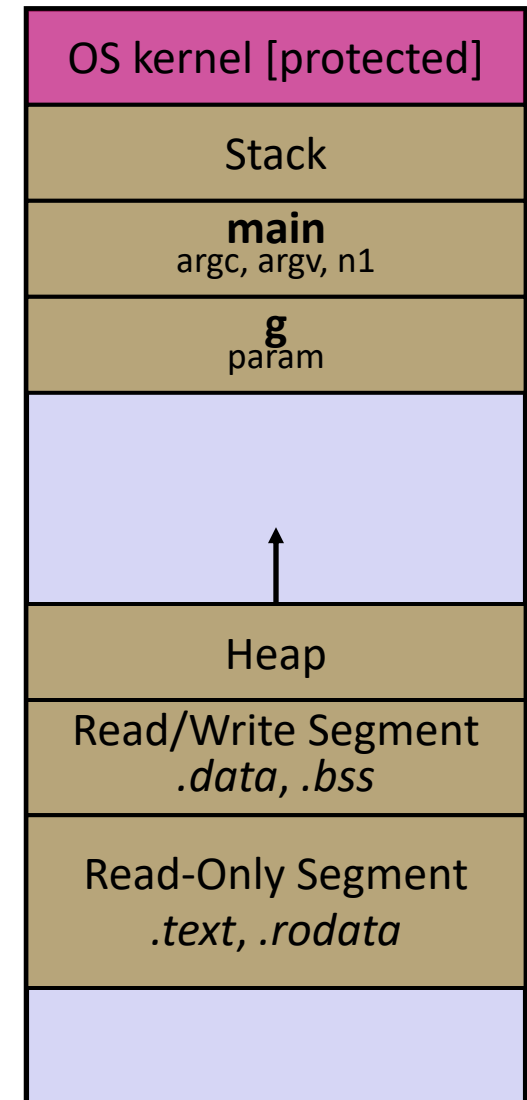 OS kernel [protected]
Stack
main
argc, argv, n1
g
param
Heap
Read/Write Segment
.data, .bss
Read-Only Segment
.text, .rodata